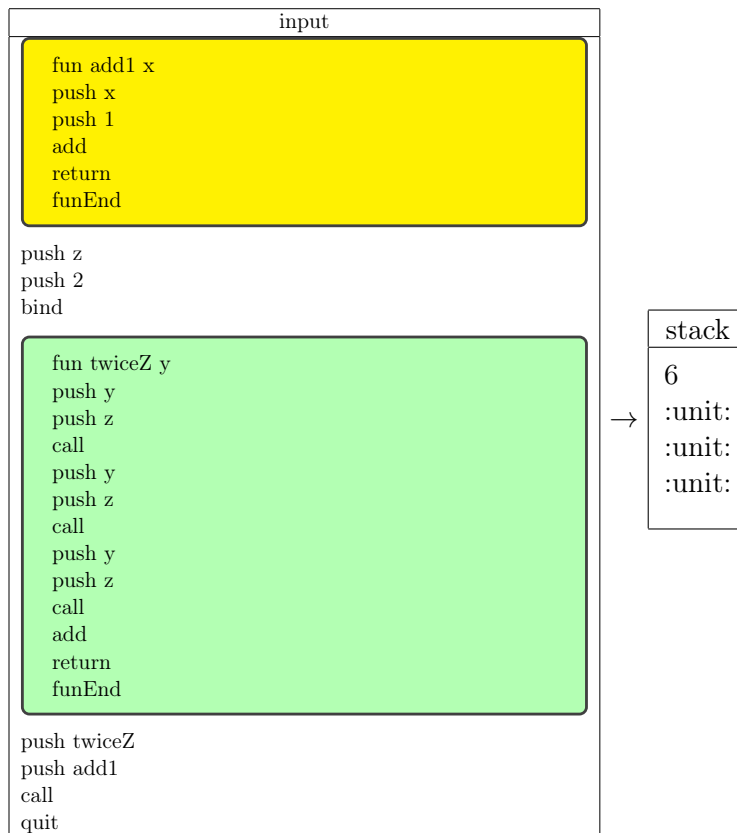 input
fun add1 x
push x
push 1
add
return
funEnd
push z
push 2
bind
fun twiceZ y
push y
push z
call
push y
push z
call
push y
push z
call
add
return
funEnd
push twiceZ
push add1
call
quit
→
stack
6
:unit:
:unit:
:unit: